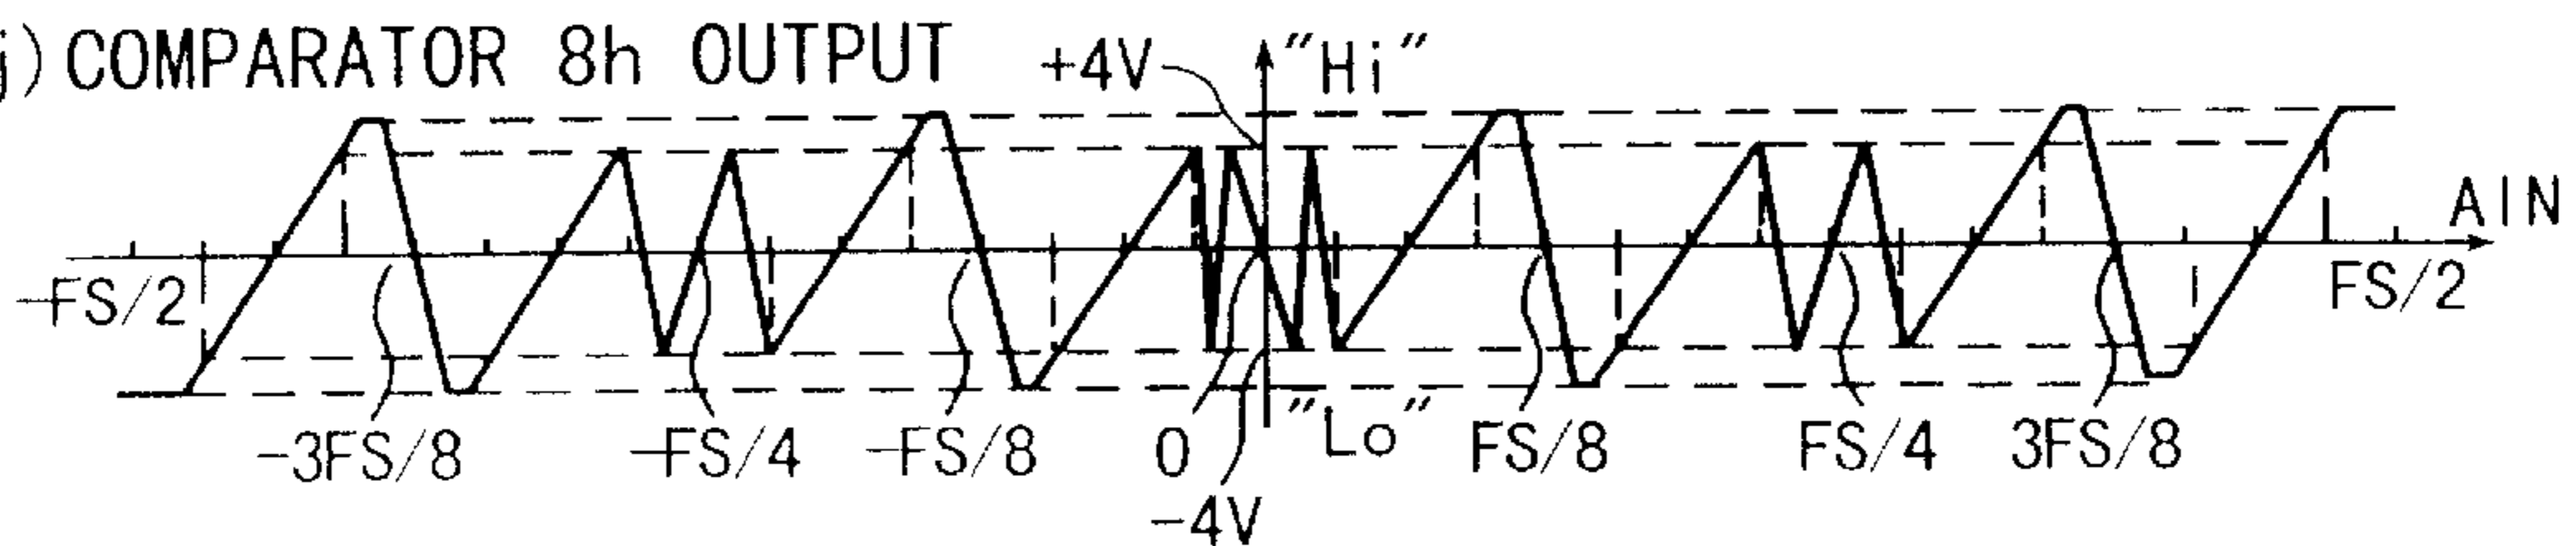 j) COMPARATOR 8h OUTPUT
+4V
"Hi"
AIN
-FS/2
FS/2
-3FS/8
-FS/4
-FS/8
0
"Lo"
FS/8
FS/4
3FS/8
-4V